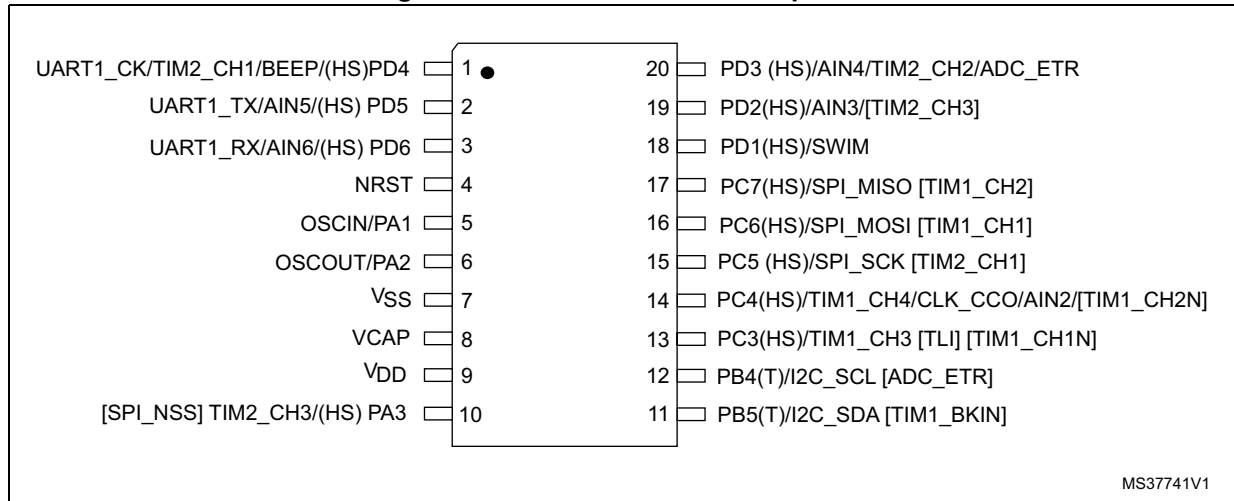 UART1_CK/TIM2_CH1/BEEP/(HS)PD4 1 20 PD3 (HS)/AIN4/TIM2_CH2/ADC_ETR
UART1_TX/AIN5/(HS) PD5 2 19 PD2(HS)/AIN3/[TIM2_CH3]
UART1_RX/AIN6/(HS) PD6 3 18 PD1(HS)/SWIM
NRST 4 17 PC7(HS)/SPI_MISO [TIM1_CH2]
OSCIN/PA1 5 16 PC6(HS)/SPI_MOSI [TIM1_CH1]
OSCOUT/PA2 6 15 PC5 (HS)/SPI_SCK [TIM2_CH1]
VSS 7 14 PC4(HS)/TIM1_CH4/CLK_CCO/AIN2/[TIM1_CH2N]
VCAP 8 13 PC3(HS)/TIM1_CH3 [TLI] [TIM1_CH1N]
VDD 9 12 PB4(T)/I2C_SCL [ADC_ETR]
[SPI_NSS] TIM2_CH3/(HS) PA3 10 11 PB5(T)/I2C_SDA [TIM1_BKIN]
MS37741V1